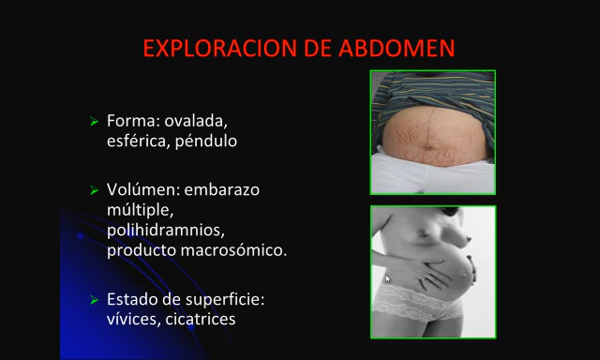 EXPLORACION DE ABDOMEN
Forma: ovalada,
esférica, péndulo
Volúmen: embarazo
múltiple,
polihidramnios,
producto macrosómico.
Estado de superficie:
vívices, cicatrices